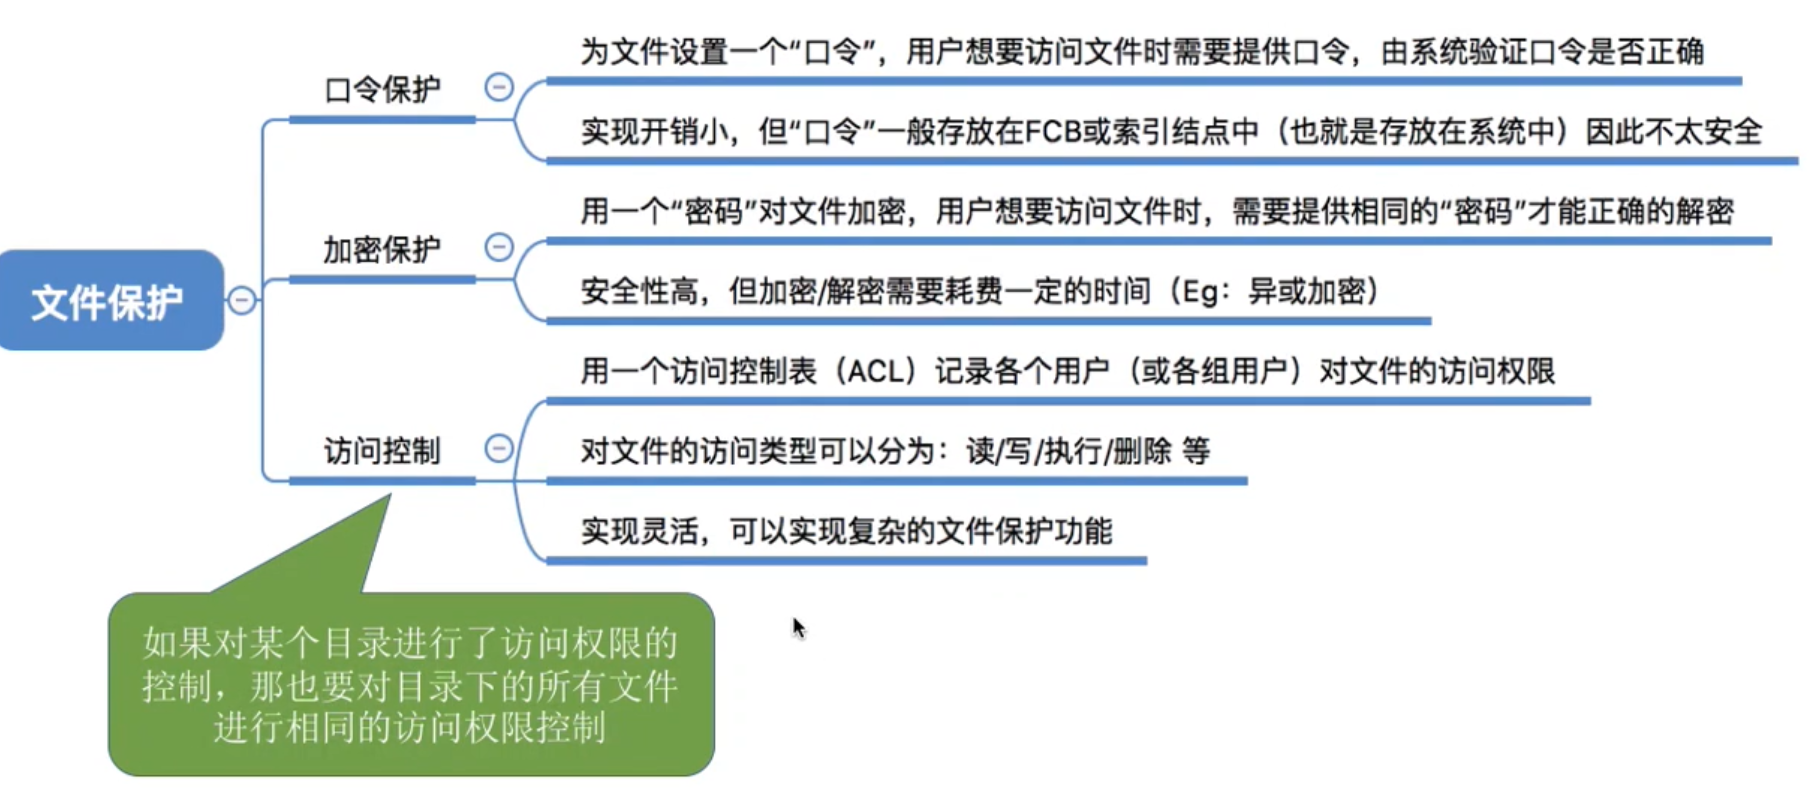 文件保护
口令保护
为文件设置一个“口令”，用户想要访问文件时需要提供口令，由系统验证口令是否正确
实现开销小，但“口令”一般存放在FCB或索引结点中（也就是存放在系统中）因此不太安全
加密保护
用一个“密码”对文件加密，用户想要访问文件时，需要提供相同的“密码”才能正确的解密
安全性高，但加密/解密需要耗费一定的时间（Eg：异或加密）
访问控制
用一个访问控制表（ACL）记录各个用户（或各组用户）对文件的访问权限
对文件的访问类型可以分为：读/写/执行/删除 等
实现灵活，可以实现复杂的文件保护功能
如果对某个目录进行了访问权限的
控制，那也要对目录下的所有文件
进行相同的访问权限控制